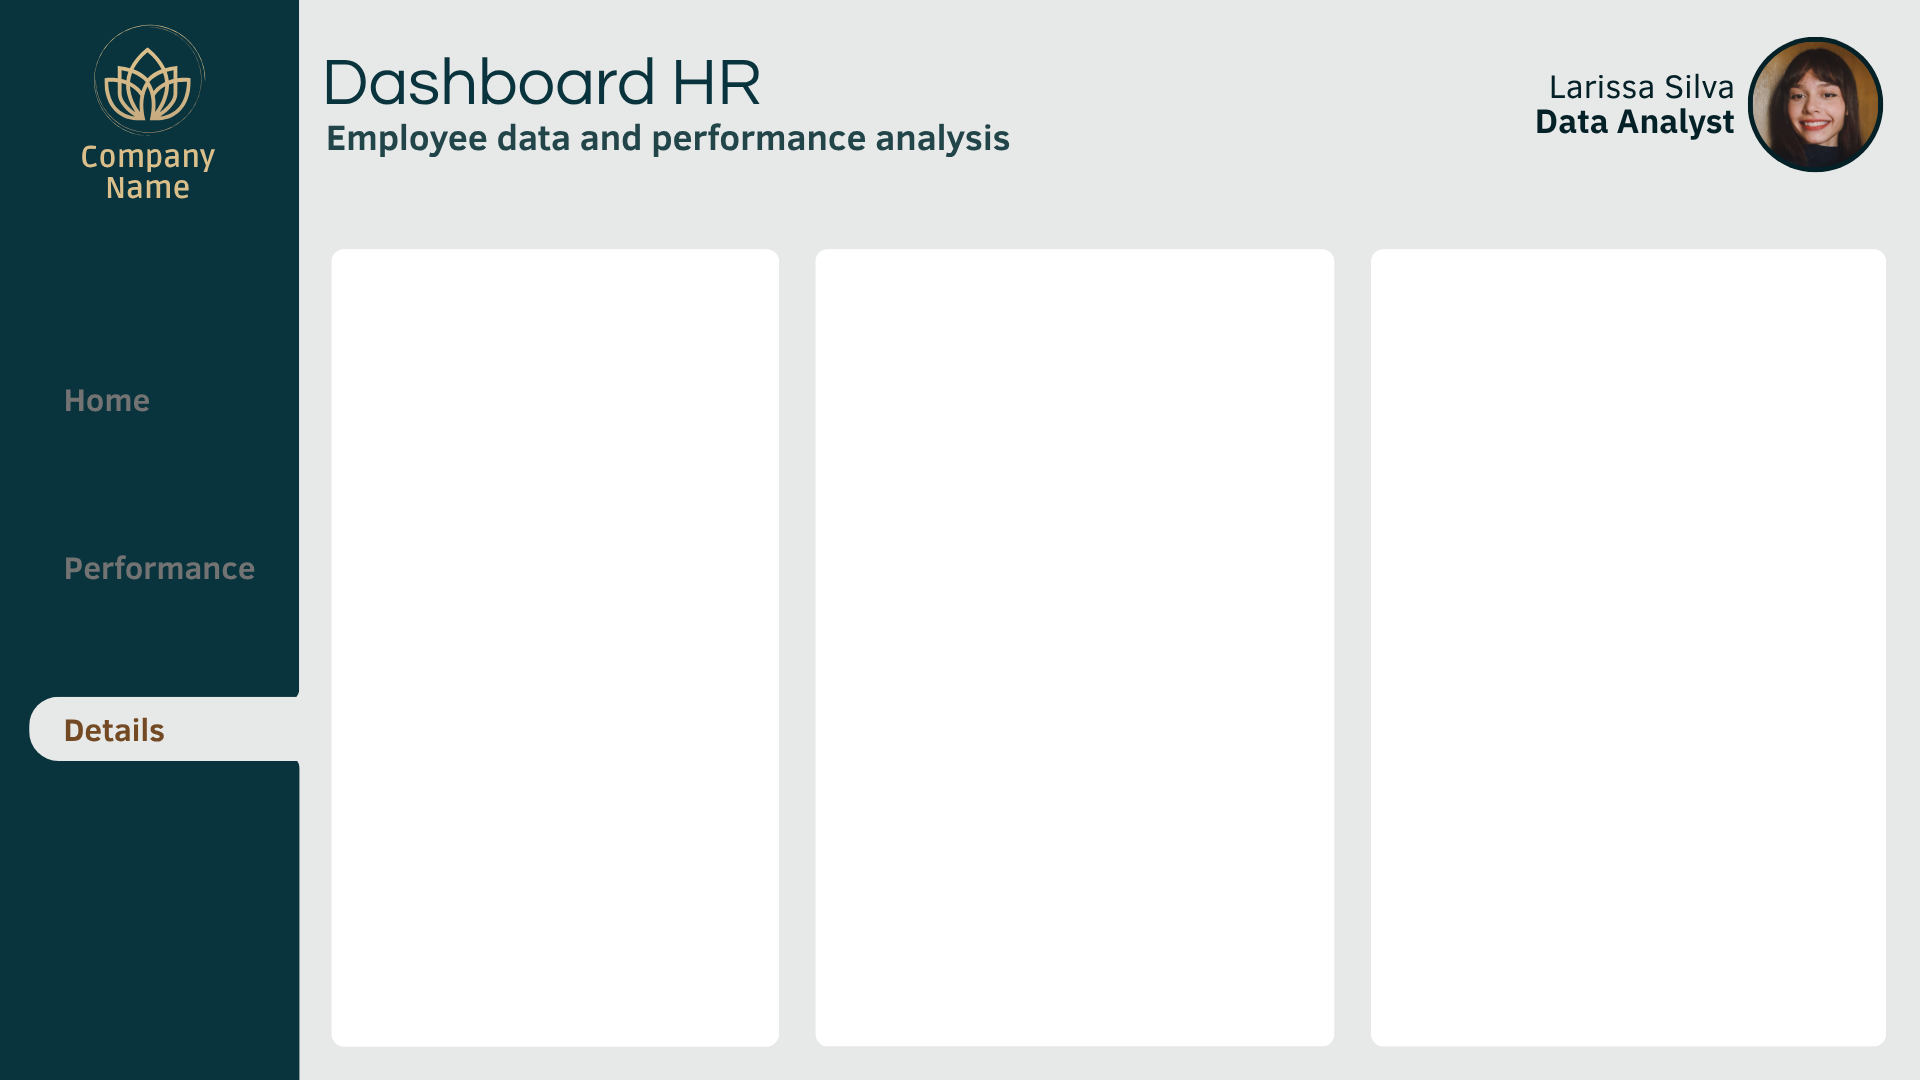 Company
Name
Dashboard HR
Employee data and performance analysis
Larissa Silva
Data Analyst
Home
Performance
Details